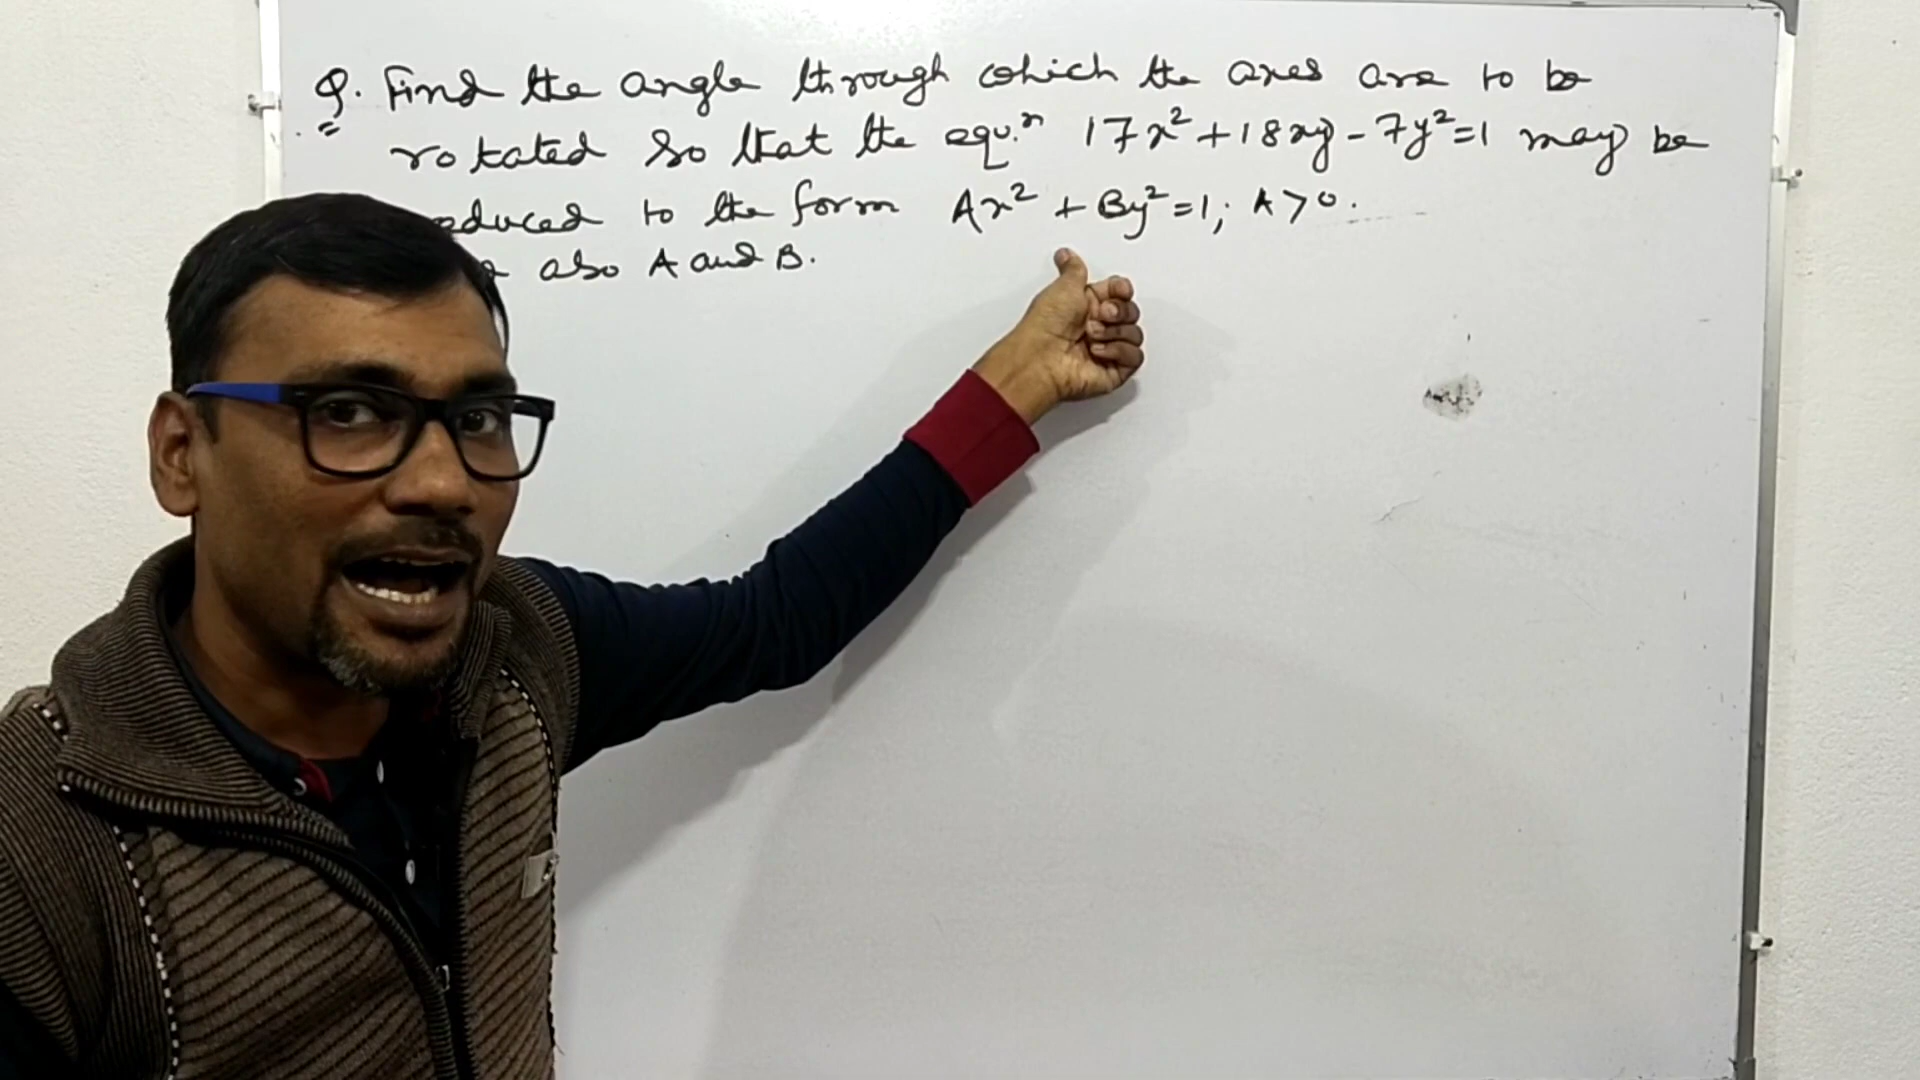 Q. Find the angle through which the axes are to be
rotated so that the equ.ⁿ 17x² + 18xy - 7y² = 1 may be
educed to the form Ax² + By² = 1; A > 0.
also A and B.